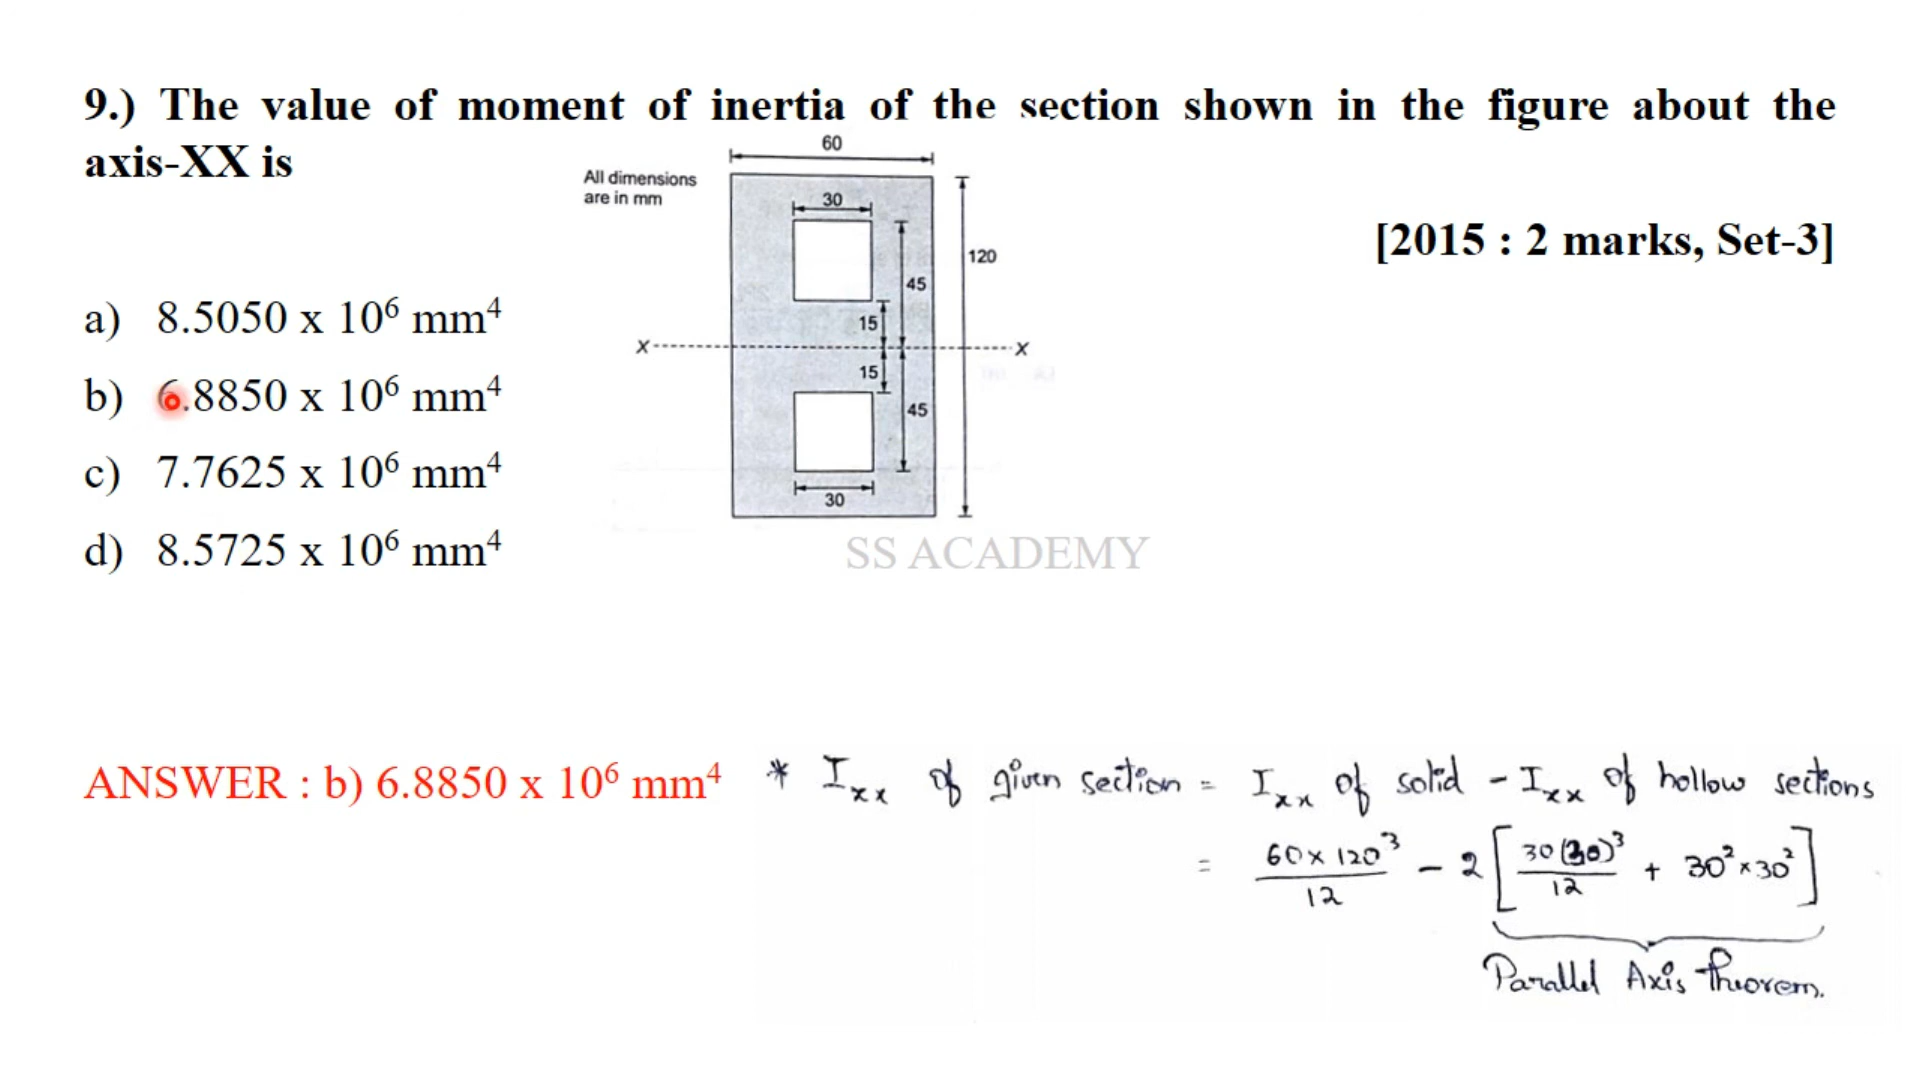 9.) The value of moment of inertia of the section shown in the figure about the
axis-XX is
60
All dimensions
are in mm
30
[2015 : 2 marks, Set-3]
120
45
a) 8.5050 x 10⁶ mm⁴
15
X
X
15
b) 6.8850 x 10⁶ mm⁴
45
c) 7.7625 x 10⁶ mm⁴
30
d) 8.5725 x 10⁶ mm⁴
SS ACADEMY
ANSWER : b) 6.8850 x 10⁶ mm⁴
* Ixx of given section = Ixx of solid - Ixx of hollow sections
= 60 x 120³ / 12 - 2 [ 30(30)³ / 12 + 30² x 30² ]
Parallel Axis Theorem.